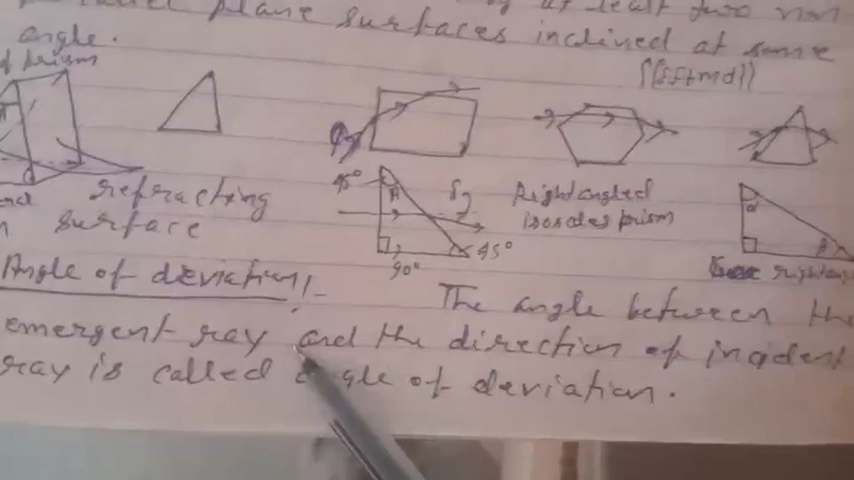 plane surfaces inclined at some
angle.
of prism
45°
A
δ
Right angled
isosceles prism
refracting
surface
45°
90°
α
β
Angle of deviation:-
The angle between the
emergent ray and the direction of incident
ray is called angle of deviation.